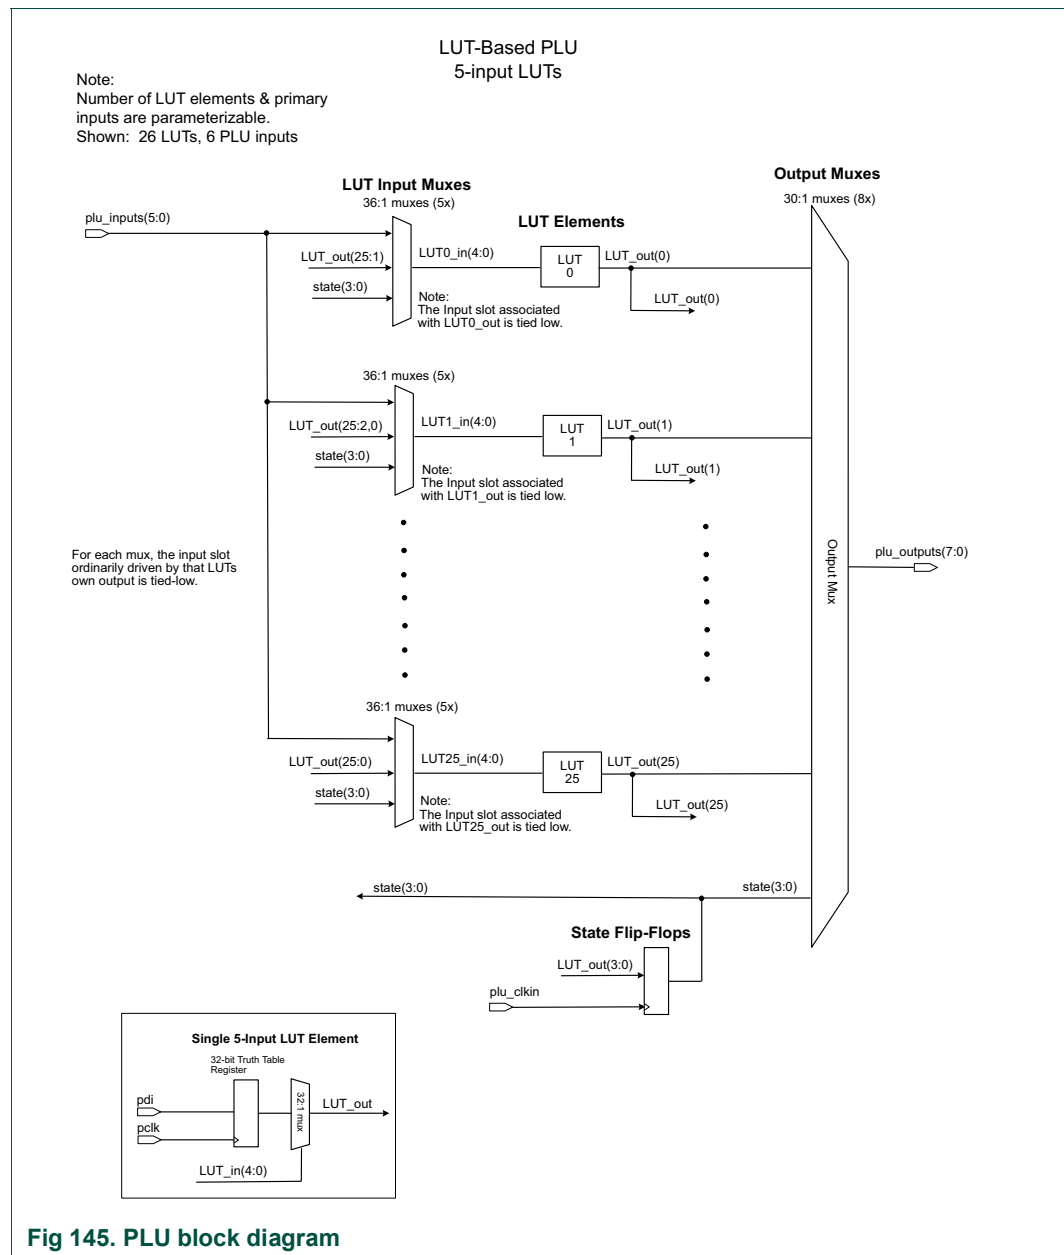 LUT-Based PLU
5-input LUTs
Note:
Number of LUT elements & primary
inputs are parameterizable.
Shown:  26 LUTs, 6 PLU inputs
Output Muxes
30:1 muxes (8x)
LUT Input Muxes
36:1 muxes (5x)
LUT Elements
plu_inputs(5:0)
LUT_out(25:1)
state(3:0)
LUT0_in(4:0)
LUT
0
LUT_out(0)
LUT_out(0)
Note:
The Input slot associated
with LUT0_out is tied low.
36:1 muxes (5x)
LUT_out(25:2,0)
state(3:0)
LUT1_in(4:0)
LUT
1
LUT_out(1)
LUT_out(1)
Note:
The Input slot associated
with LUT1_out is tied low.
For each mux, the input slot
ordinarily driven by that LUTs
own output is tied-low.
Output Mux
plu_outputs(7:0)
36:1 muxes (5x)
LUT_out(25:0)
state(3:0)
LUT25_in(4:0)
LUT
25
LUT_out(25)
LUT_out(25)
Note:
The Input slot associated
with LUT25_out is tied low.
state(3:0)
state(3:0)
State Flip-Flops
LUT_out(3:0)
plu_clkin
Single 5-Input LUT Element
32-bit Truth Table
Register
pdi
pclk
32:1 mux
LUT_out
LUT_in(4:0)
Fig 145. PLU block diagram